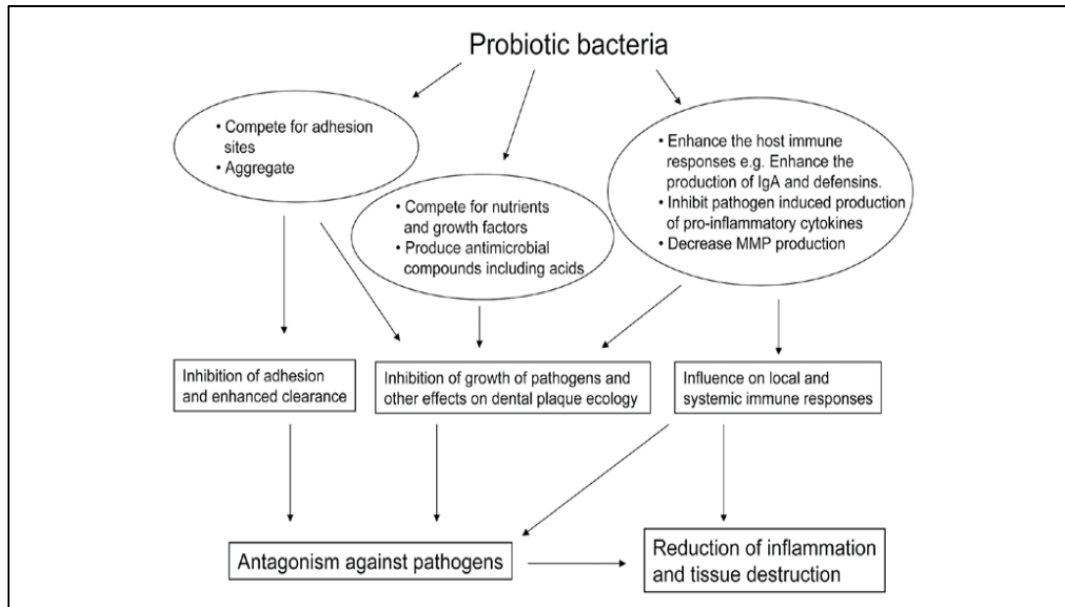 Probiotic bacteria
• Compete for adhesion
sites
• Aggregate
• Compete for nutrients
and growth factors
• Produce antimicrobial
compounds including acids
• Enhance the host immune
responses e.g. Enhance the
production of IgA and defensins.
• Inhibit pathogen induced production
of pro-inflammatory cytokines
• Decrease MMP production
Inhibition of adhesion
and enhanced clearance
Inhibition of growth of pathogens and
other effects on dental plaque ecology
Influence on local and
systemic immune responses
Antagonism against pathogens
Reduction of inflammation
and tissue destruction